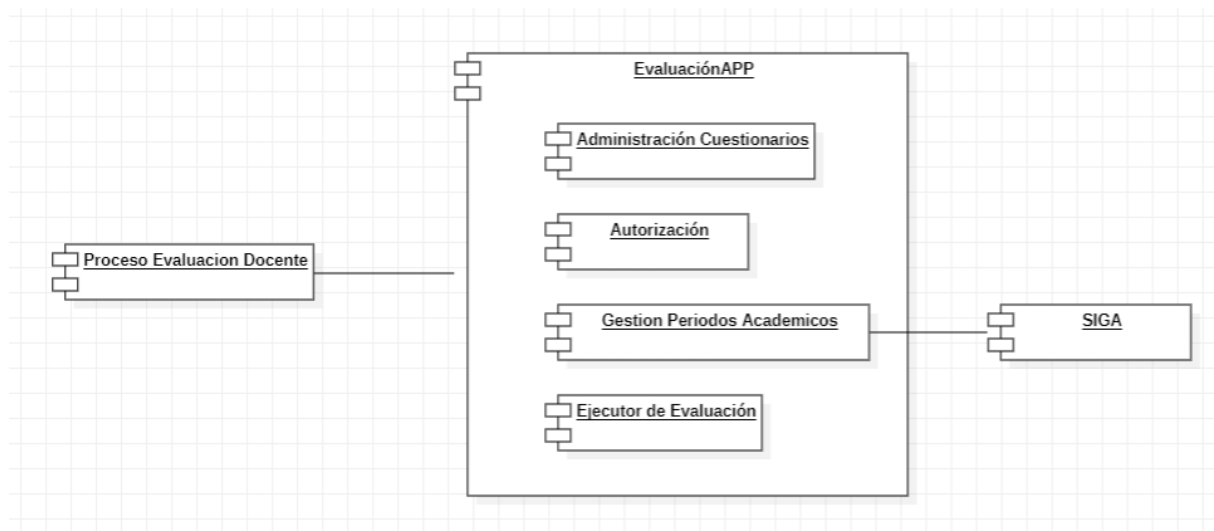 EvaluaciónAPP
Administración Cuestionarios
Autorización
Proceso Evaluacion Docente
Gestion Periodos Academicos
SIGA
Ejecutor de Evaluación